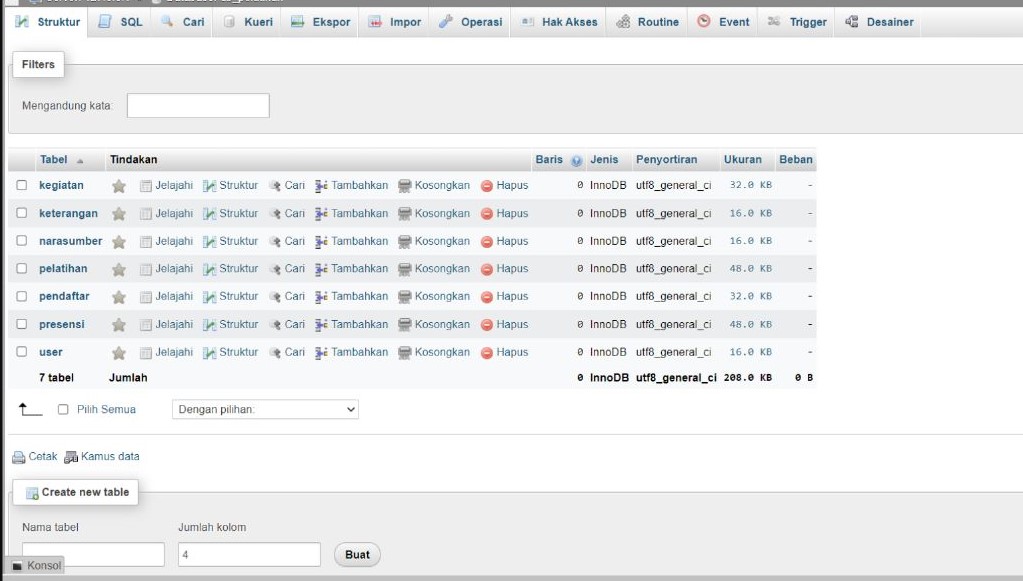 Struktur SQL Cari Kueri Ekspor Impor Operasi Hak Akses Routine Event Trigger Desainer
Filters
Mengandung kata:
Tabel Tindakan Baris Jenis Penyortiran Ukuran Beban
kegiatan Jelajahi Struktur Cari Tambahkan Kosongkan Hapus 0 InnoDB utf8_general_ci 32.0 KB -
keterangan Jelajahi Struktur Cari Tambahkan Kosongkan Hapus 0 InnoDB utf8_general_ci 16.0 KB -
narasumber Jelajahi Struktur Cari Tambahkan Kosongkan Hapus 0 InnoDB utf8_general_ci 16.0 KB -
pelatihan Jelajahi Struktur Cari Tambahkan Kosongkan Hapus 0 InnoDB utf8_general_ci 48.0 KB -
pendaftar Jelajahi Struktur Cari Tambahkan Kosongkan Hapus 0 InnoDB utf8_general_ci 32.0 KB -
presensi Jelajahi Struktur Cari Tambahkan Kosongkan Hapus 0 InnoDB utf8_general_ci 48.0 KB -
user Jelajahi Struktur Cari Tambahkan Kosongkan Hapus 0 InnoDB utf8_general_ci 16.0 KB -
7 tabel Jumlah 0 InnoDB utf8_general_ci 208.0 KB 0 B
Pilih Semua Dengan pilihan:
Cetak Kamus data
Create new table
Nama tabel Jumlah kolom
4 Buat
Konsol